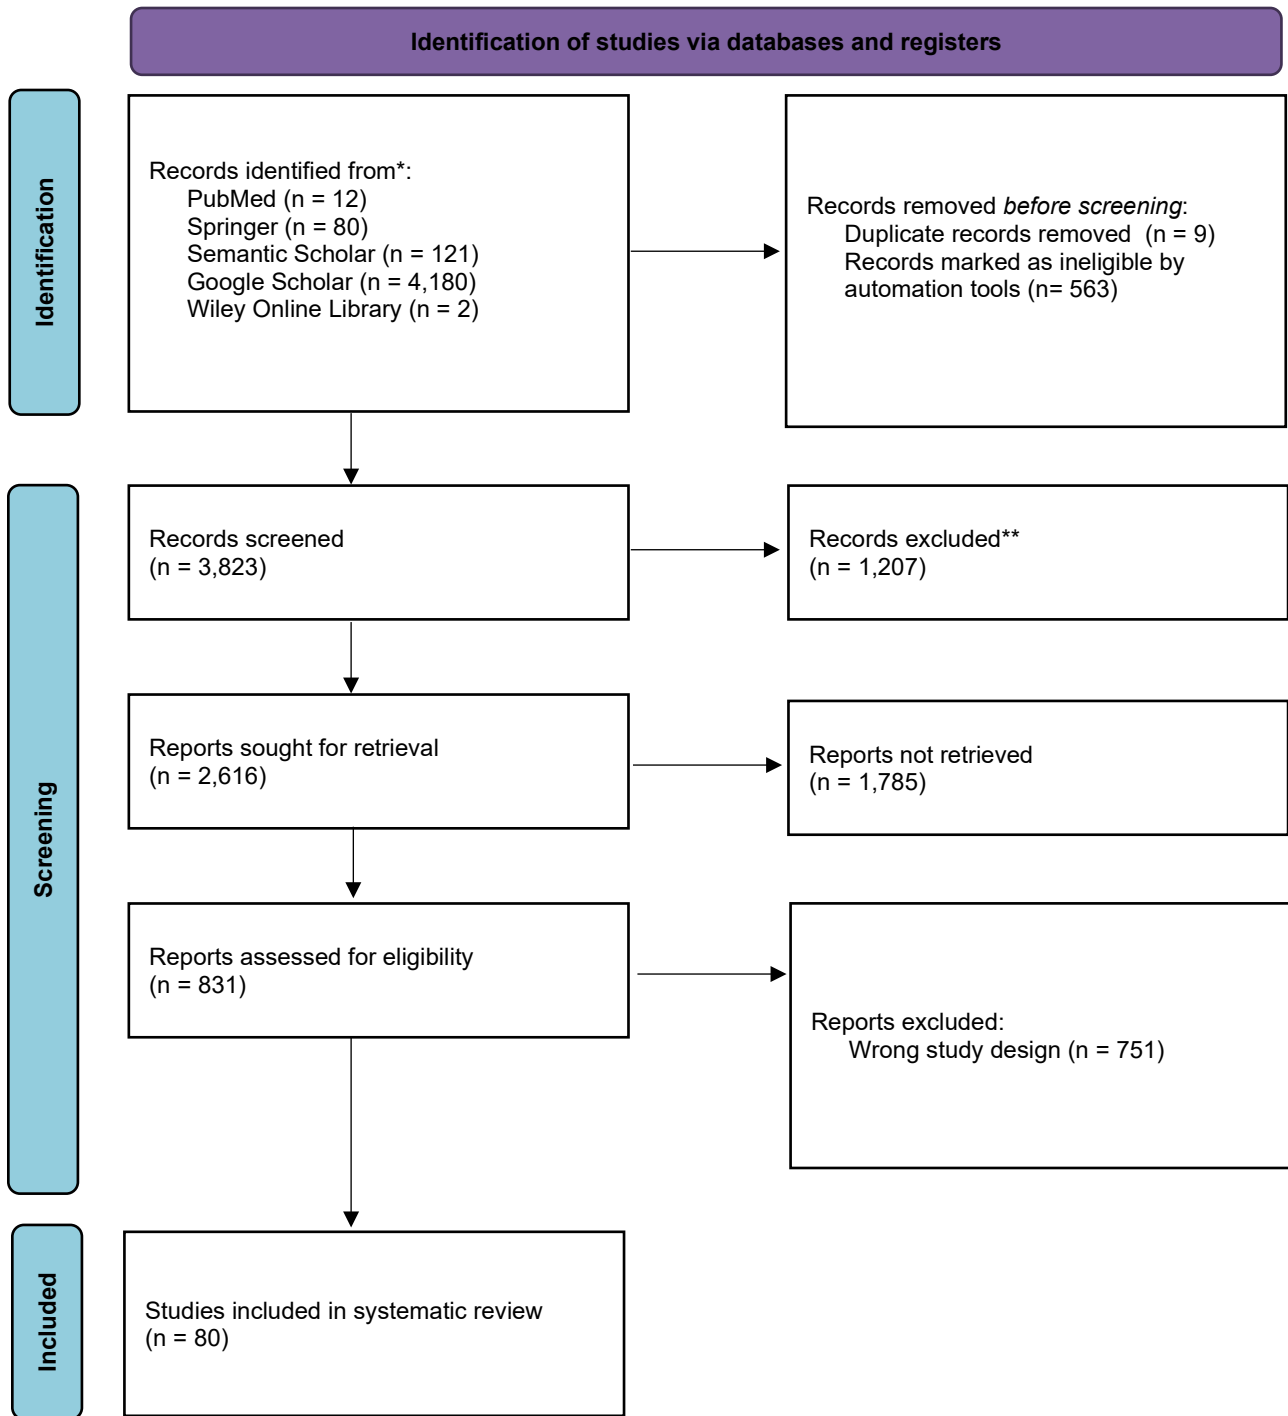 Identification of studies via databases and registers
Identification
Records identified from*:
PubMed (n = 12)
Springer (n = 80)
Semantic Scholar (n = 121)
Google Scholar (n = 4,180)
Wiley Online Library (n = 2)
Records removed before screening:
Duplicate records removed  (n = 9)
Records marked as ineligible by
automation tools (n= 563)
Screening
Records screened
(n = 3,823)
Records excluded**
(n = 1,207)
Reports sought for retrieval
(n = 2,616)
Reports not retrieved
(n = 1,785)
Reports assessed for eligibility
(n = 831)
Reports excluded:
Wrong study design (n = 751)
Included
Studies included in systematic review
(n = 80)